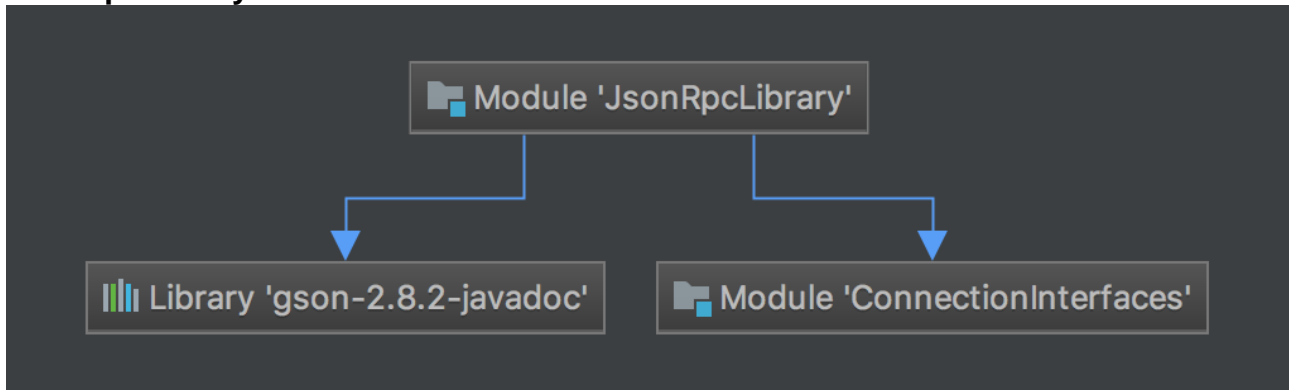 Module 'JsonRpcLibrary'
Library 'gson-2.8.2-javadoc'
Module 'ConnectionInterfaces'